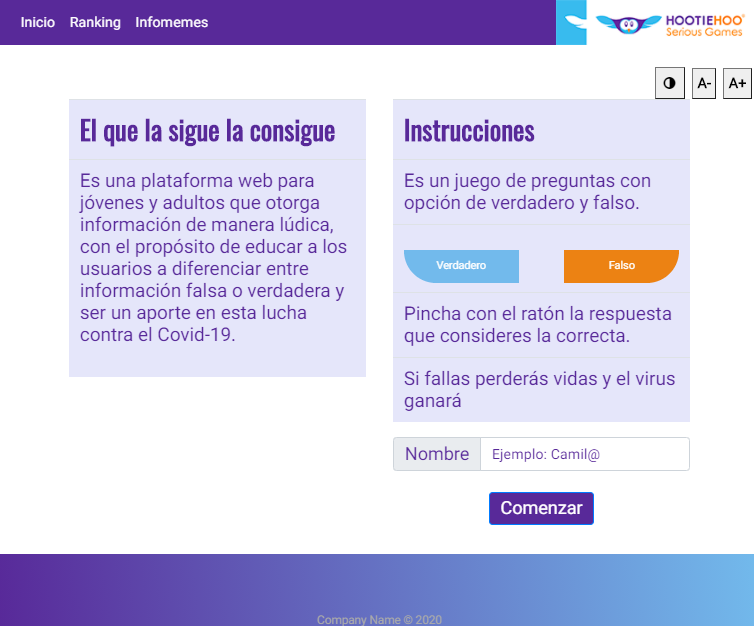 Inicio Ranking Infomemes
HOOTIEHOO®
Serious Games
A- A+
El que la sigue la consigue
Es una plataforma web para
jóvenes y adultos que otorga
información de manera lúdica,
con el propósito de educar a los
usuarios a diferenciar entre
información falsa o verdadera y
ser un aporte en esta lucha
contra el Covid-19.
Instrucciones
Es un juego de preguntas con
opción de verdadero y falso.
Verdadero Falso
Pincha con el ratón la respuesta
que consideres la correcta.
Si fallas perderás vidas y el virus
ganará
Nombre Ejemplo: Camil@
Comenzar
Company Name © 2020